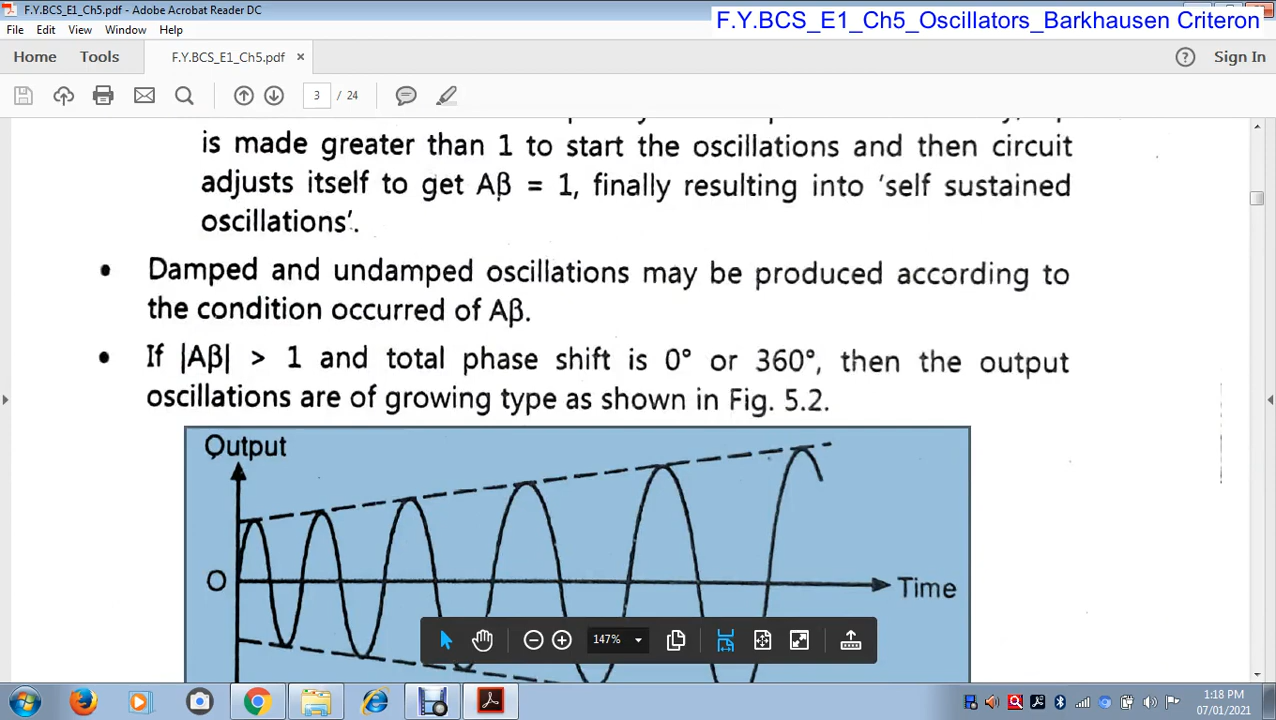 F.Y.BCS_E1_Ch5.pdf - Adobe Acrobat Reader DC
F.Y.BCS_E1_Ch5_Oscillators_Barkhausen Criteron
File Edit View Window Help
Home Tools F.Y.BCS_E1_Ch5.pdf × ? Sign In
3 / 24
is made greater than 1 to start the oscillations and then circuit
adjusts itself to get Aβ = 1, finally resulting into 'self sustained
oscillations'.
• Damped and undamped oscillations may be produced according to
the condition occurred of Aβ.
• If |Aβ| > 1 and total phase shift is 0° or 360°, then the output
oscillations are of growing type as shown in Fig. 5.2.
Output
O
Time
147%
1:18 PM
07/01/2021